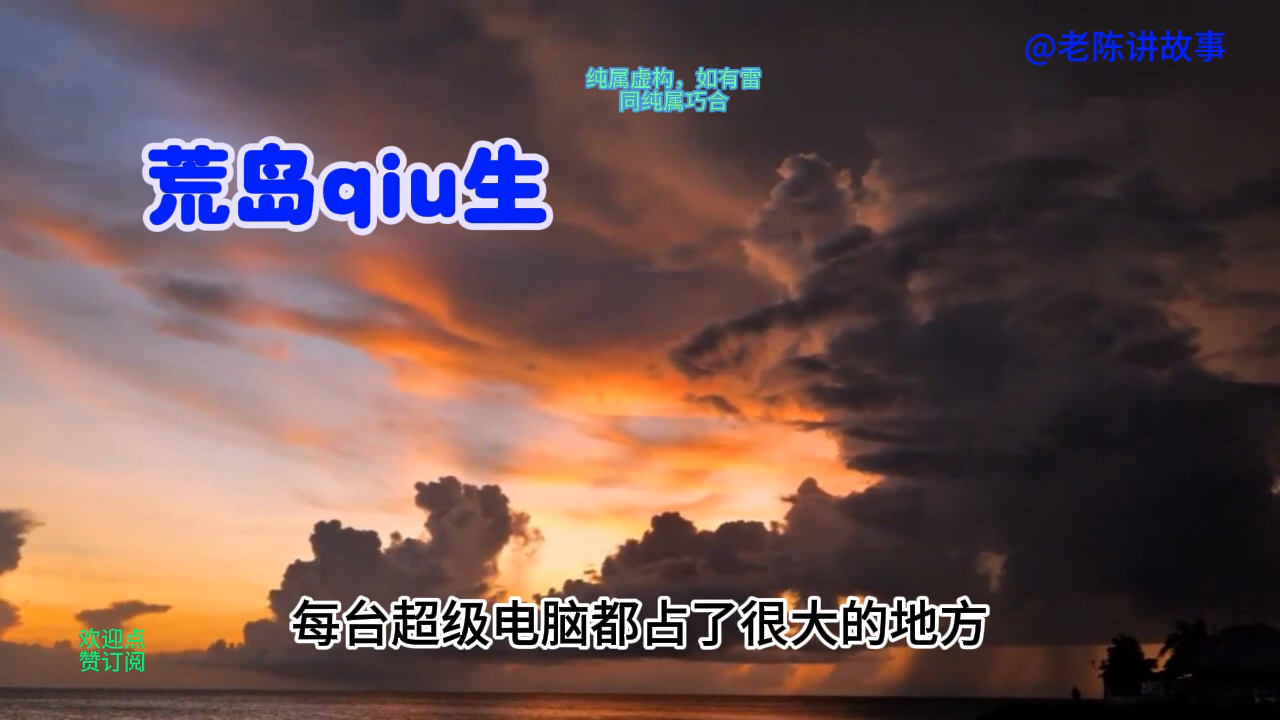 @老陈讲故事
纯属虚构，如有雷
同纯属巧合
荒岛qiu生
每台超级电脑都占了很大的地方
欢迎点
赞订阅